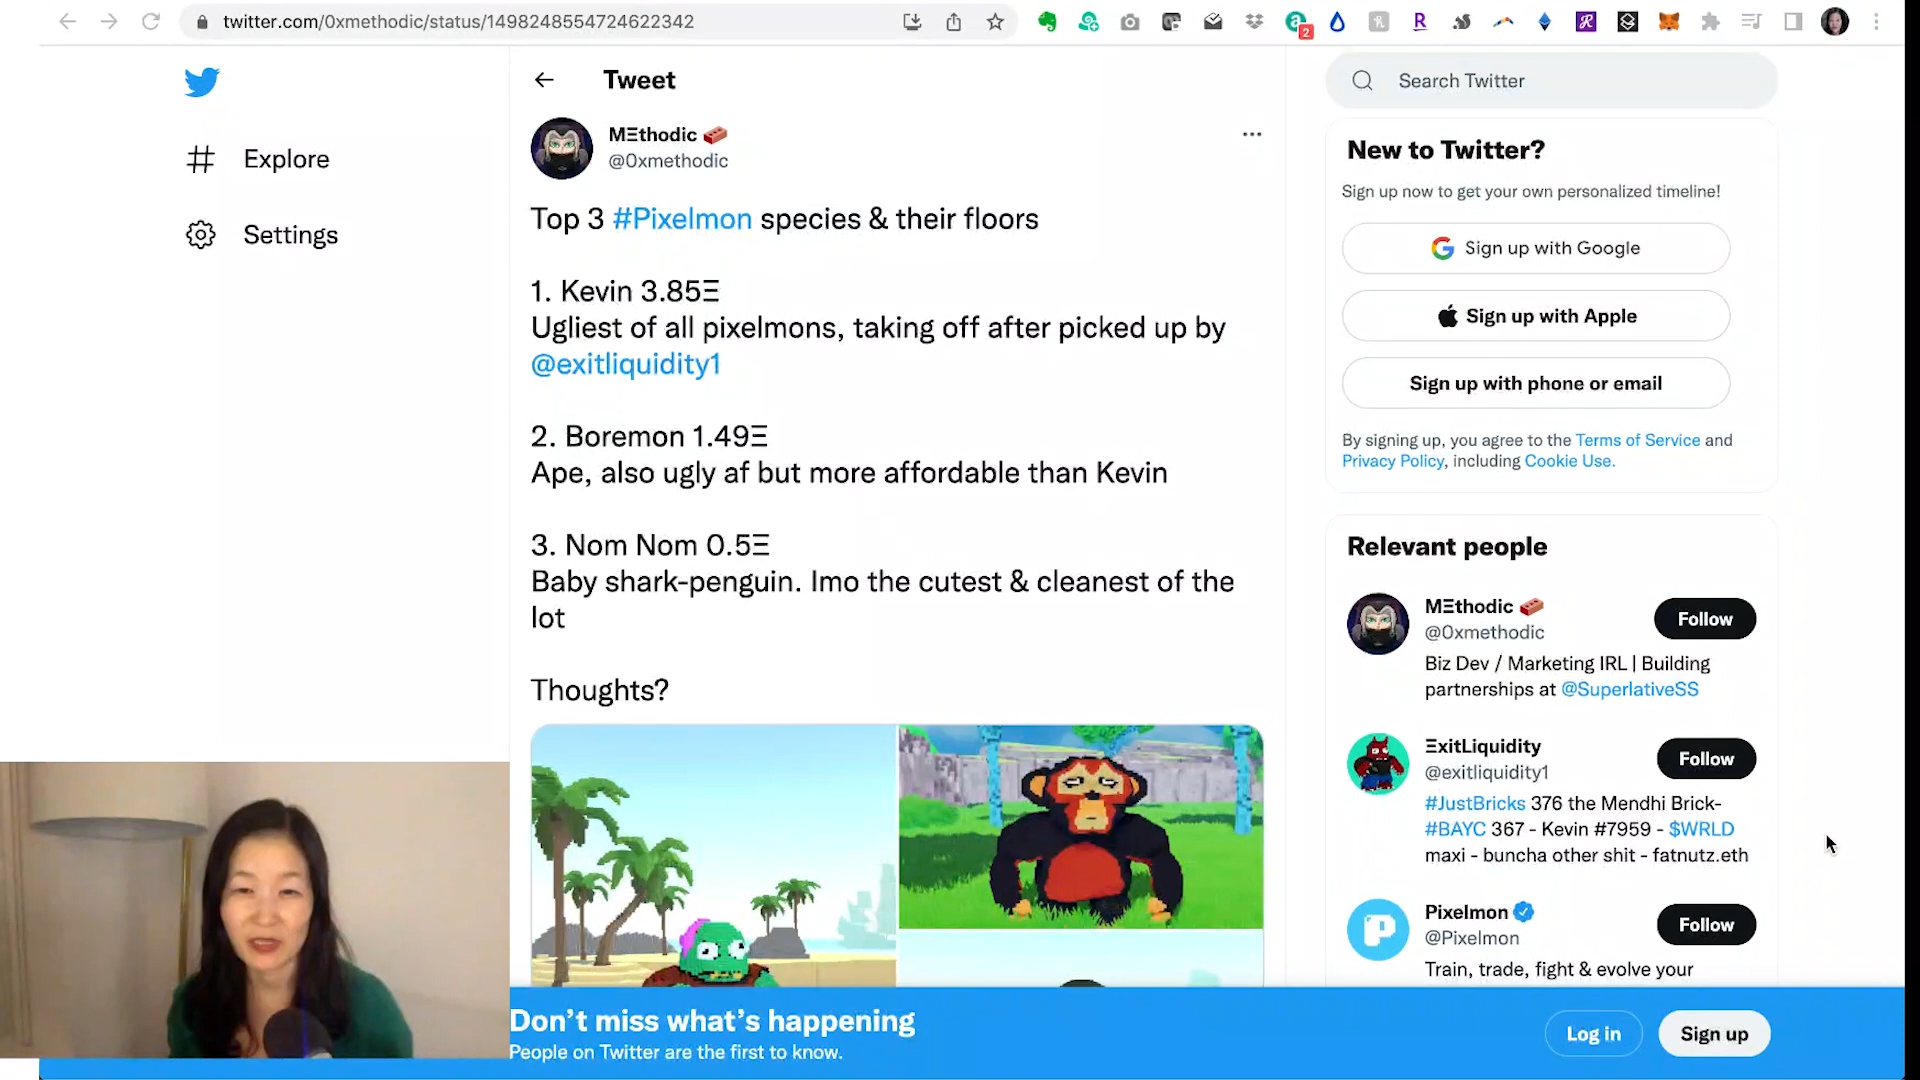 twitter.com/0xmethodic/status/1498248554724622342
2
Explore
Settings
Tweet
MΞthodic 🧱
@0xmethodic
Top 3 #Pixelmon species & their floors
1. Kevin 3.85Ξ
Ugliest of all pixelmons, taking off after picked up by
@exitliquidity1
2. Boremon 1.49Ξ
Ape, also ugly af but more affordable than Kevin
3. Nom Nom 0.5Ξ
Baby shark-penguin. Imo the cutest & cleanest of the
lot
Thoughts?
Search Twitter
New to Twitter?
Sign up now to get your own personalized timeline!
Sign up with Google
Sign up with Apple
Sign up with phone or email
By signing up, you agree to the Terms of Service and
Privacy Policy, including Cookie Use.
Relevant people
MΞthodic 🧱
@0xmethodic
Follow
Biz Dev / Marketing IRL | Building
partnerships at @SuperlativeSS
ΞxitLiquidity
@exitliquidity1
Follow
#JustBricks 376 the Mendhi Brick-
#BAYC 367 - Kevin #7959 - $WRLD
maxi - buncha other shit - fatnutz.eth
Pixelmon
@Pixelmon
Follow
Train, trade, fight & evolve your
Don't miss what's happening
People on Twitter are the first to know.
Log in
Sign up